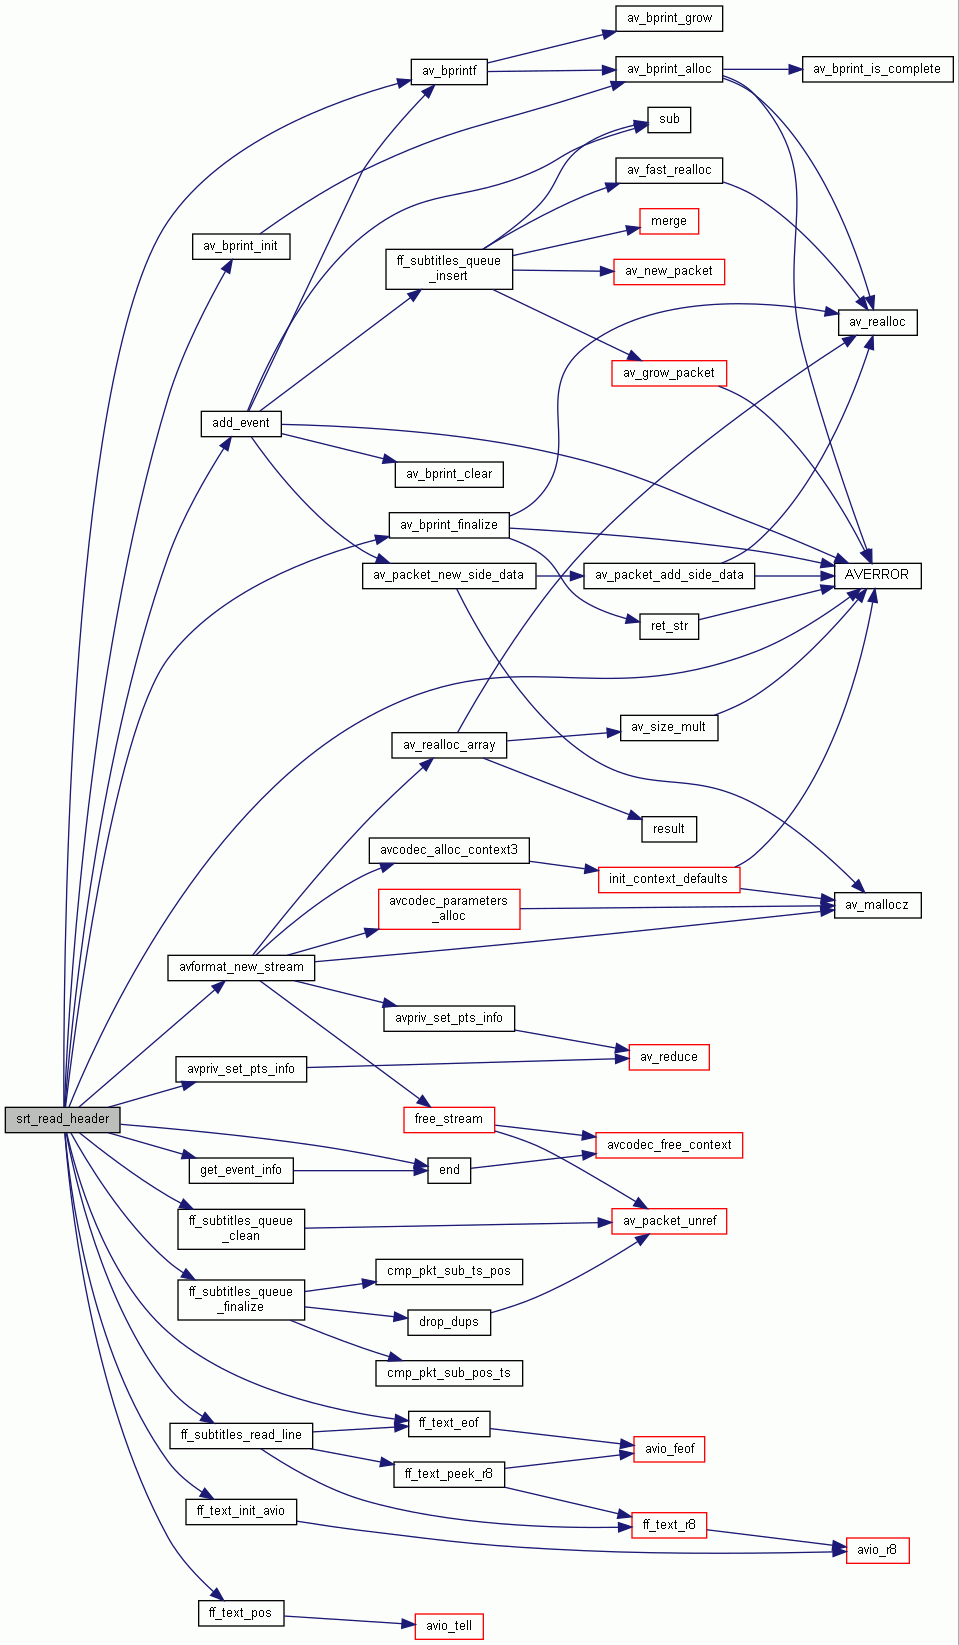 av_bprint_grow
av_bprintf
av_bprint_alloc
av_bprint_is_complete
sub
av_fast_realloc
merge
av_bprint_init
ff_subtitles_queue
_insert
av_new_packet
av_realloc
av_grow_packet
add_event
av_bprint_clear
av_bprint_finalize
av_packet_new_side_data
av_packet_add_side_data
AVERROR
ret_str
av_size_mult
av_realloc_array
result
avcodec_alloc_context3
init_context_defaults
avcodec_parameters
_alloc
av_mallocz
avformat_new_stream
avpriv_set_pts_info
av_reduce
avpriv_set_pts_info
srt_read_header
free_stream
avcodec_free_context
get_event_info
end
ff_subtitles_queue
_clean
av_packet_unref
cmp_pkt_sub_ts_pos
ff_subtitles_queue
_finalize
drop_dups
cmp_pkt_sub_pos_ts
ff_text_eof
ff_subtitles_read_line
avio_feof
ff_text_peek_r8
ff_text_init_avio
ff_text_r8
avio_r8
ff_text_pos
avio_tell